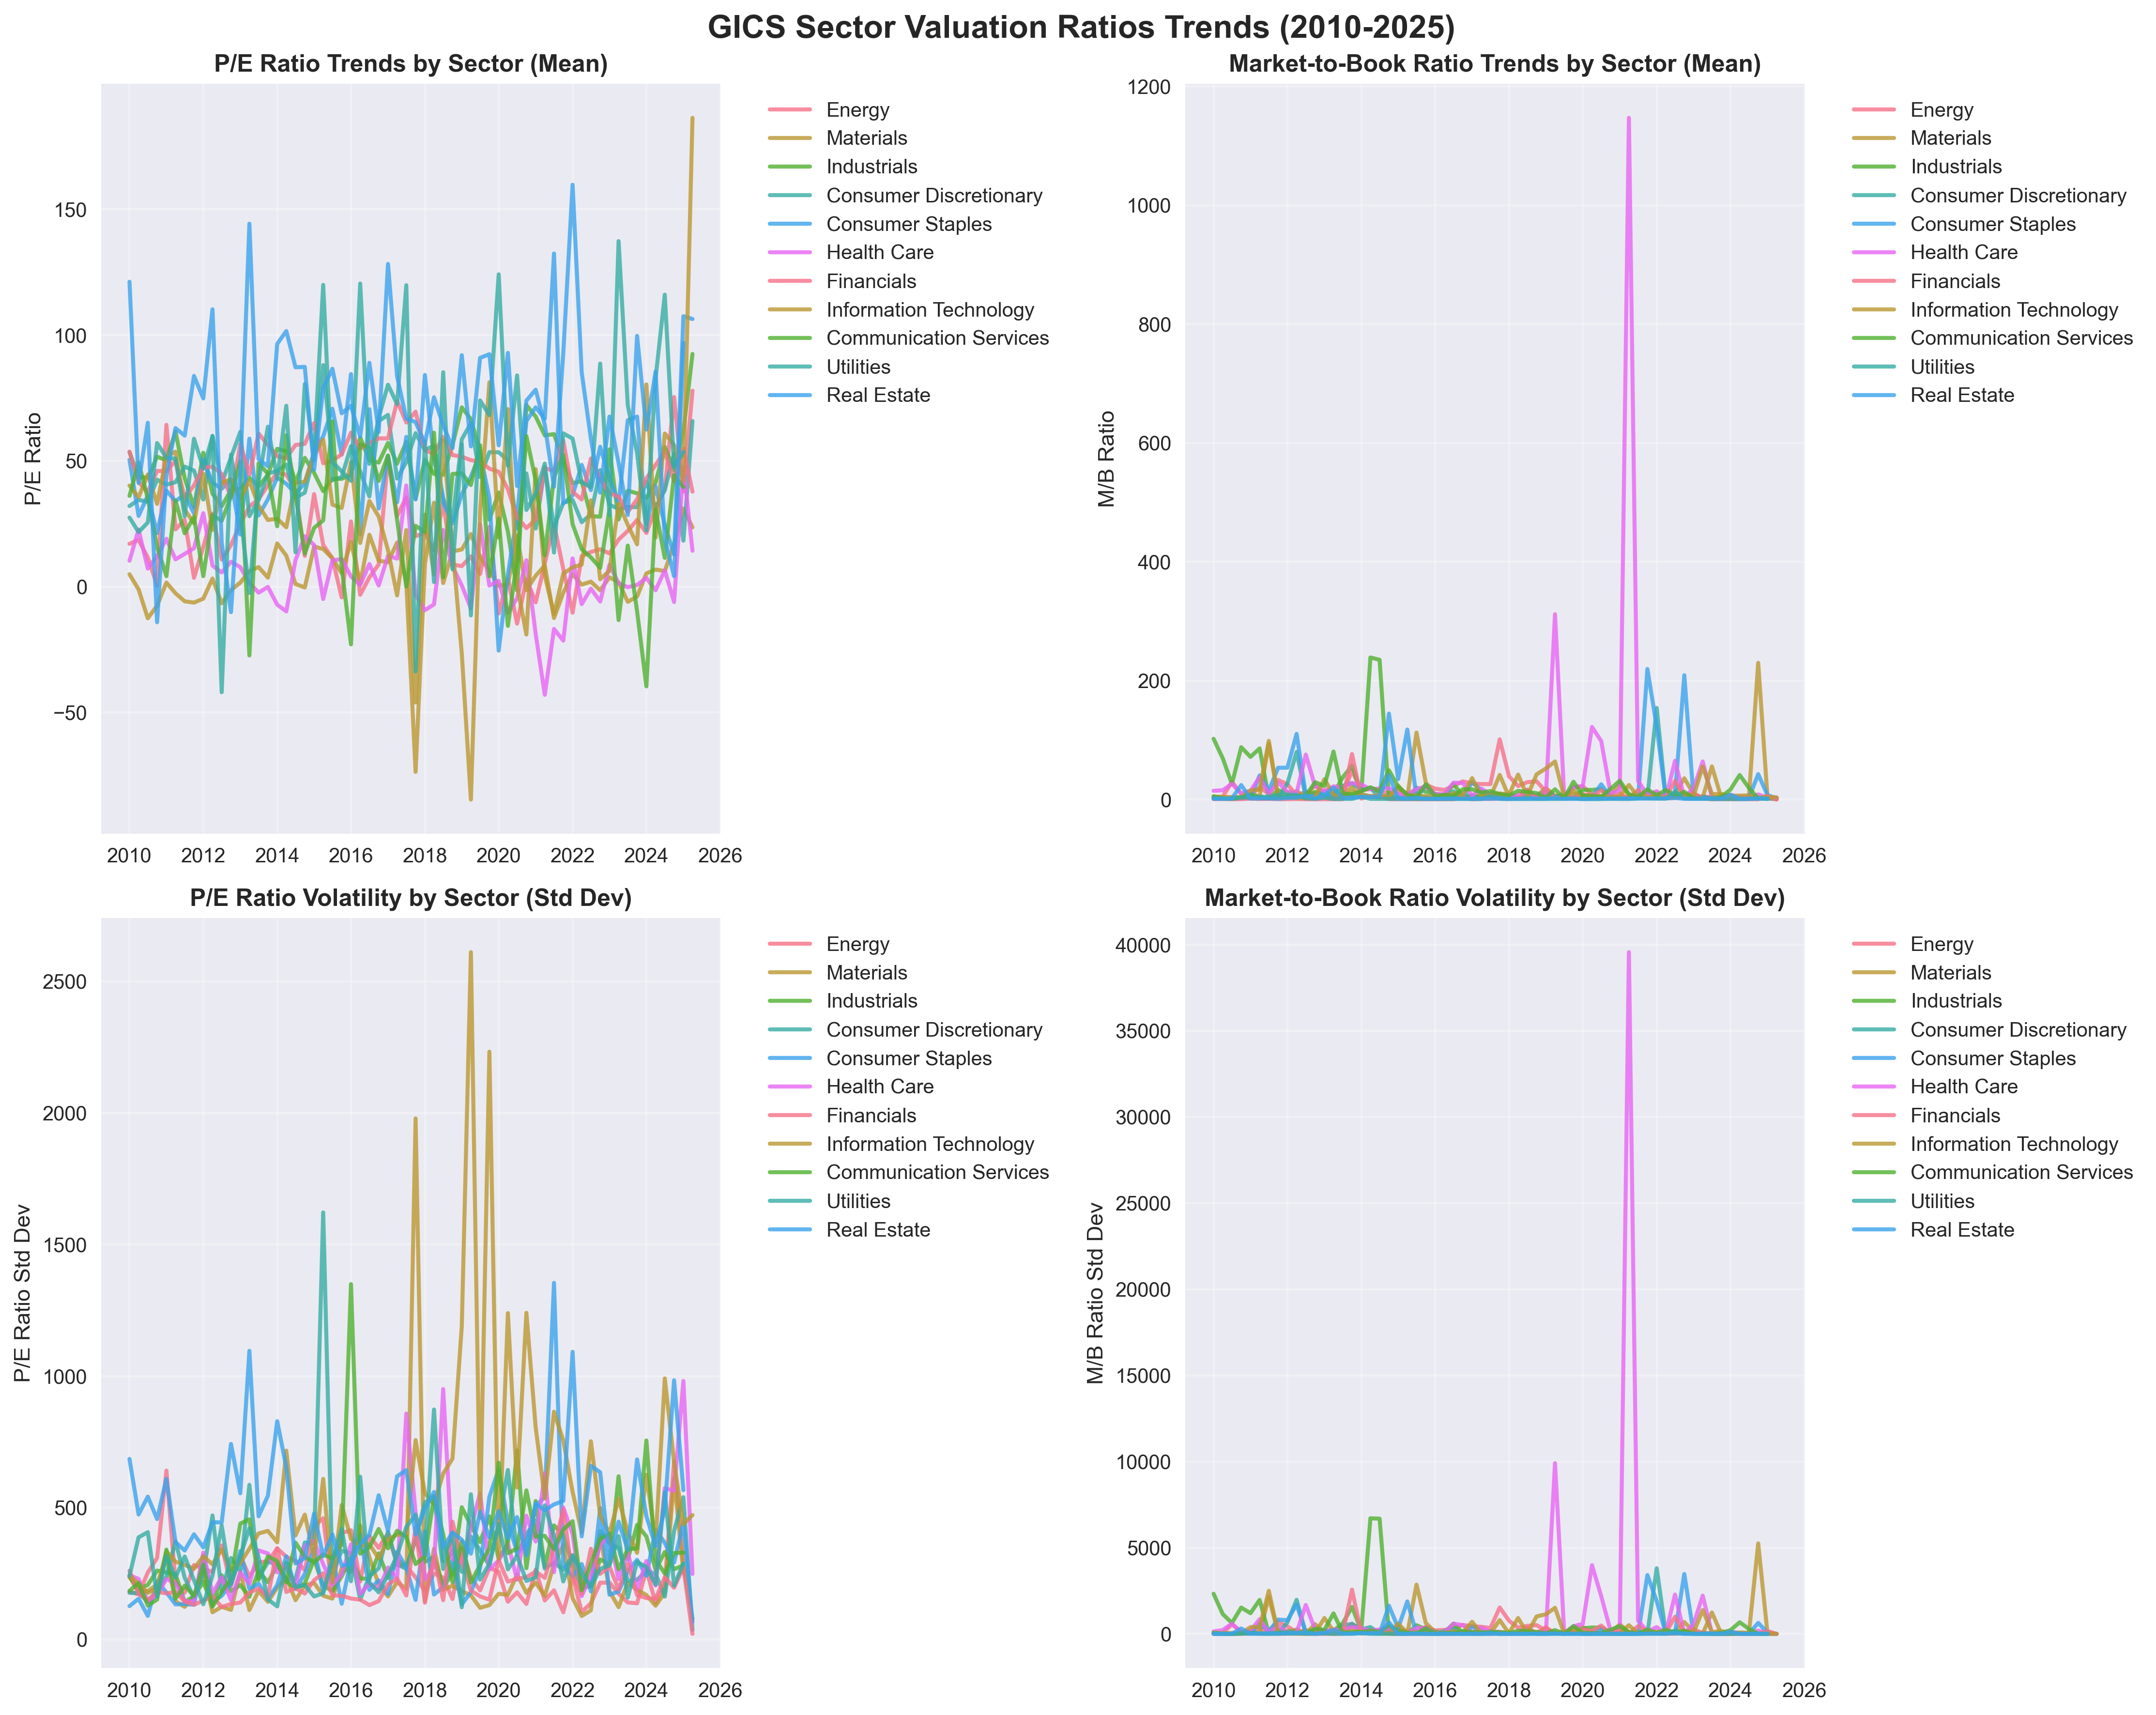 GICS Sector Valuation Ratios Trends (2010-2025)
P/E Ratio Trends by Sector (Mean)
P/E Ratio
150
100
50
0
−50
2010 2012 2014 2016 2018 2020 2022 2024 2026
Energy
Materials
Industrials
Consumer Discretionary
Consumer Staples
Health Care
Financials
Information Technology
Communication Services
Utilities
Real Estate
Market-to-Book Ratio Trends by Sector (Mean)
M/B Ratio
1200
1000
800
600
400
200
0
2010 2012 2014 2016 2018 2020 2022 2024 2026
Energy
Materials
Industrials
Consumer Discretionary
Consumer Staples
Health Care
Financials
Information Technology
Communication Services
Utilities
Real Estate
P/E Ratio Volatility by Sector (Std Dev)
P/E Ratio Std Dev
2500
2000
1500
1000
500
0
2010 2012 2014 2016 2018 2020 2022 2024 2026
Energy
Materials
Industrials
Consumer Discretionary
Consumer Staples
Health Care
Financials
Information Technology
Communication Services
Utilities
Real Estate
Market-to-Book Ratio Volatility by Sector (Std Dev)
M/B Ratio Std Dev
40000
35000
30000
25000
20000
15000
10000
5000
0
2010 2012 2014 2016 2018 2020 2022 2024 2026
Energy
Materials
Industrials
Consumer Discretionary
Consumer Staples
Health Care
Financials
Information Technology
Communication Services
Utilities
Real Estate